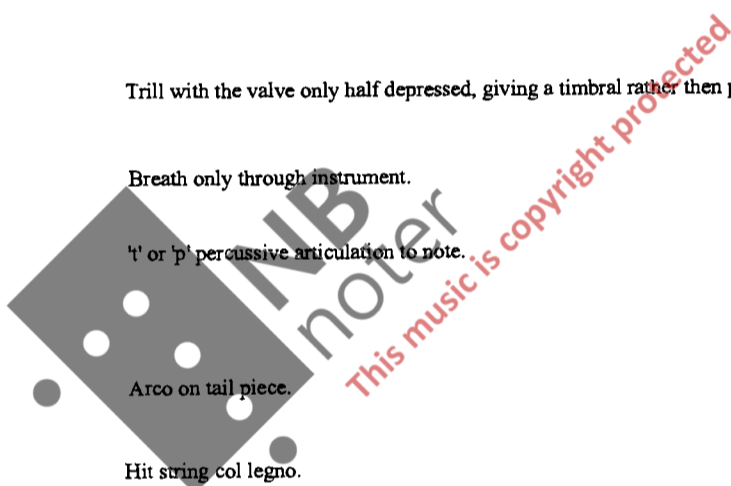 Trill with the valve only half depressed, giving a timbral rather then
Breath only through instrument.
't' or 'p' percussive articulation to note.
Arco on tail piece.
Hit string col legno.
NB
noter
This music is copyright protected